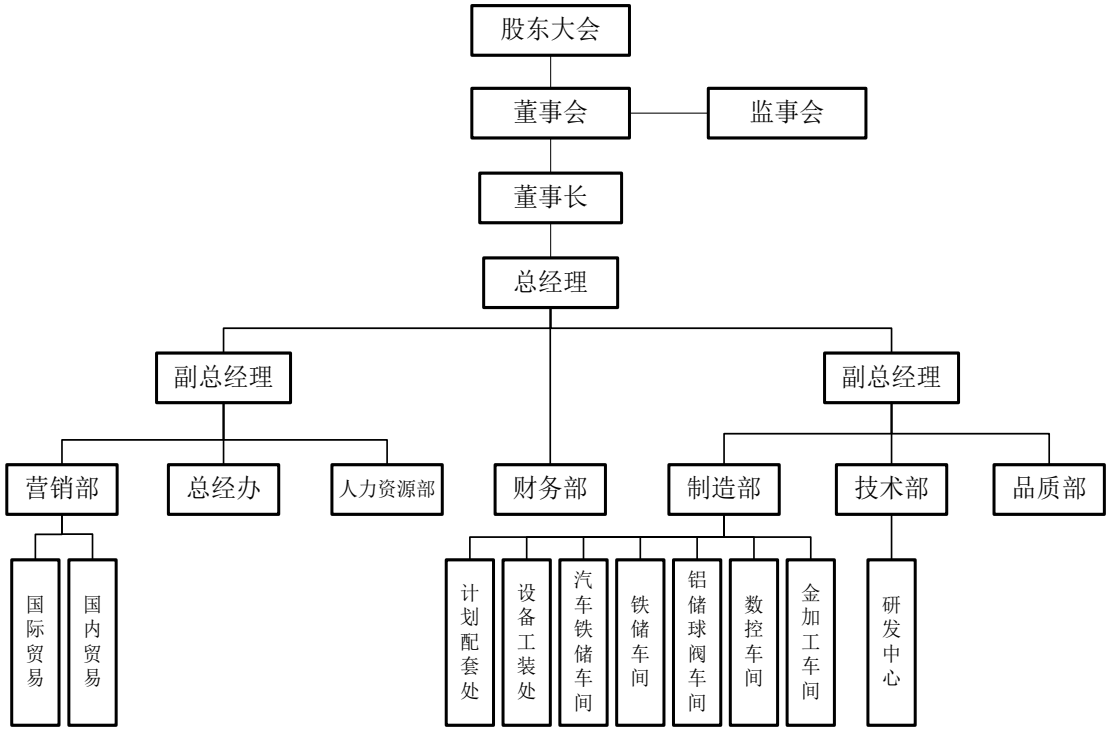 股东大会
董事会
监事会
董事长
总经理
副总经理
副总经理
营销部
总经办
人力资源部
财务部
制造部
技术部
品质部
国际贸易
国内贸易
计划配套处
设备工装处
汽车铁储车间
铁储车间
铝储球阀车间
数控车间
金加工车间
研发中心